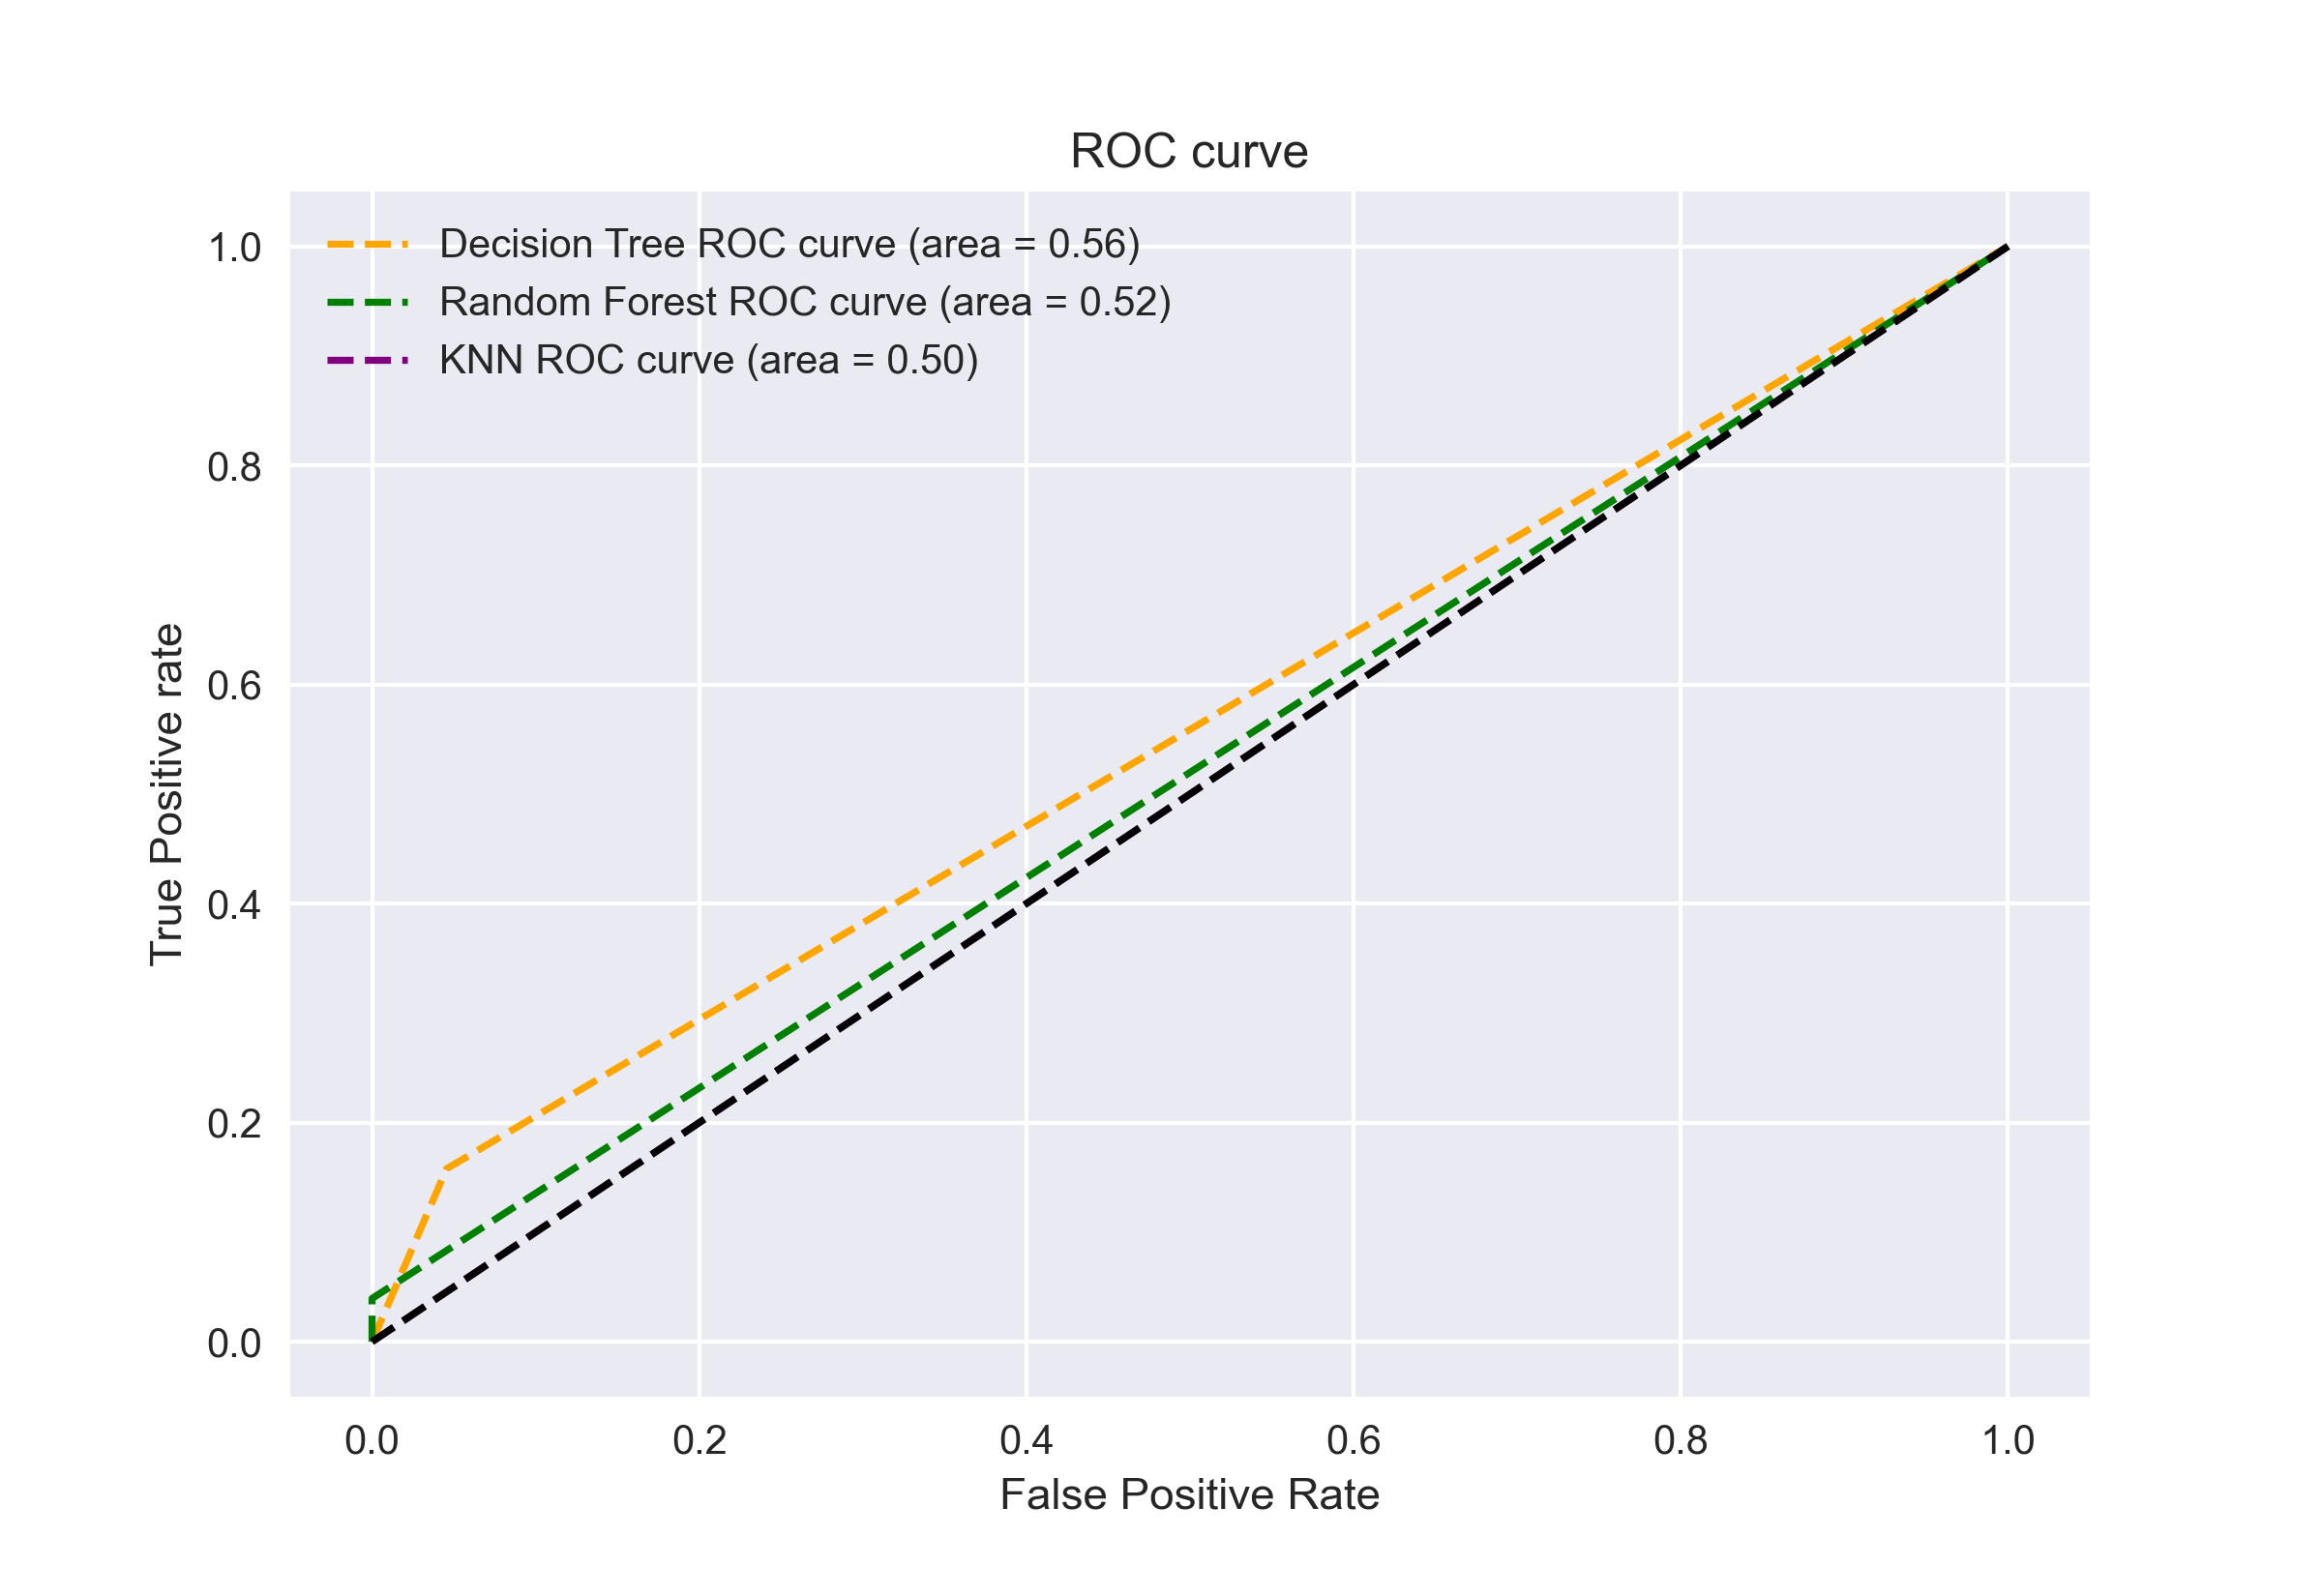 ROC curve
Decision Tree ROC curve (area = 0.56)
Random Forest ROC curve (area = 0.52)
KNN ROC curve (area = 0.50)
1.0
0.8
0.6
0.4
0.2
0.0
True Positive rate
0.0 0.2 0.4 0.6 0.8 1.0
False Positive Rate